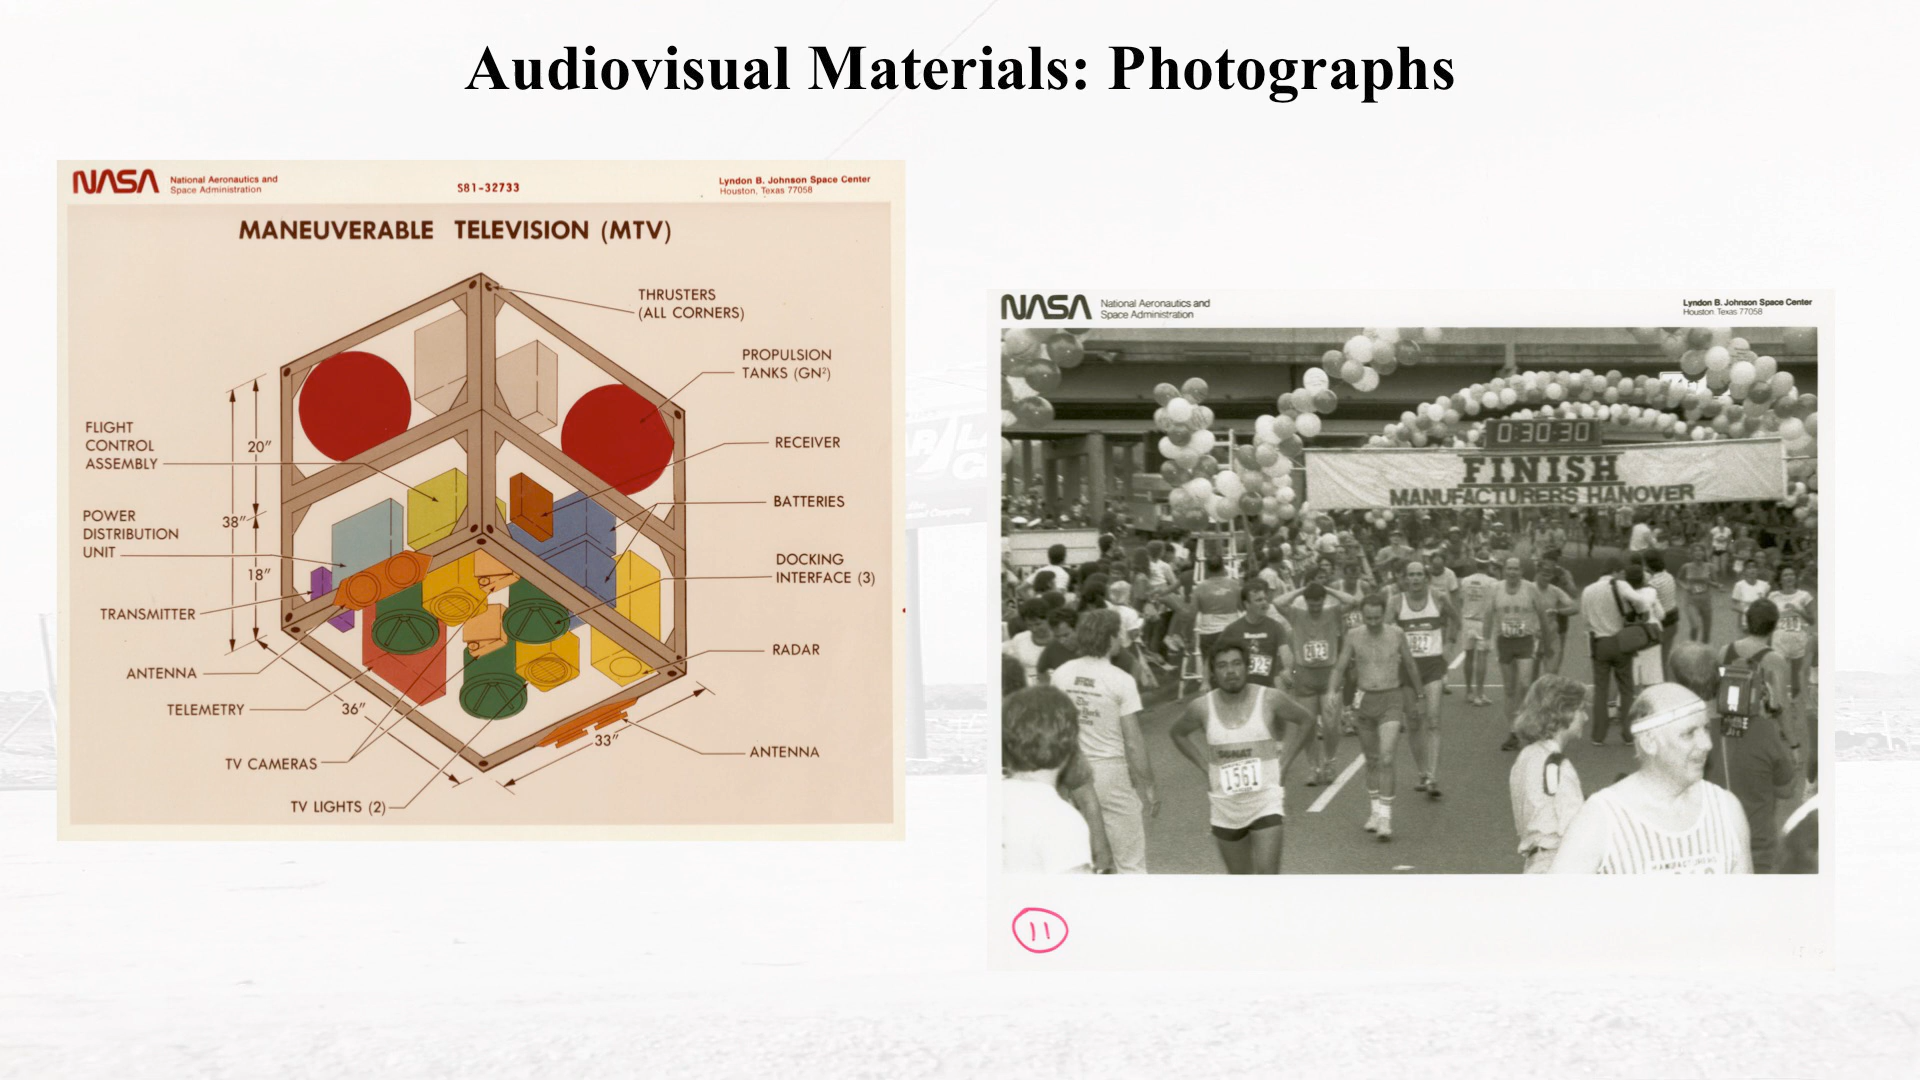 Audiovisual Materials: Photographs
NASA
National Aeronautics and
Space Administration
S81-32733
Lyndon B. Johnson Space Center
Houston, Texas 77058
MANEUVERABLE TELEVISION (MTV)
THRUSTERS
(ALL CORNERS)
PROPULSION
TANKS (GN²)
FLIGHT
CONTROL
ASSEMBLY
20"
RECEIVER
BATTERIES
POWER
DISTRIBUTION
UNIT
38"
18"
DOCKING
INTERFACE (3)
TRANSMITTER
RADAR
ANTENNA
TELEMETRY
36"
33"
ANTENNA
TV CAMERAS
TV LIGHTS (2)
NASA
National Aeronautics and
Space Administration
Lyndon B. Johnson Space Center
Houston Texas 77058
0:30:30
FINISH
MANUFACTURERS HANOVER
1561
11